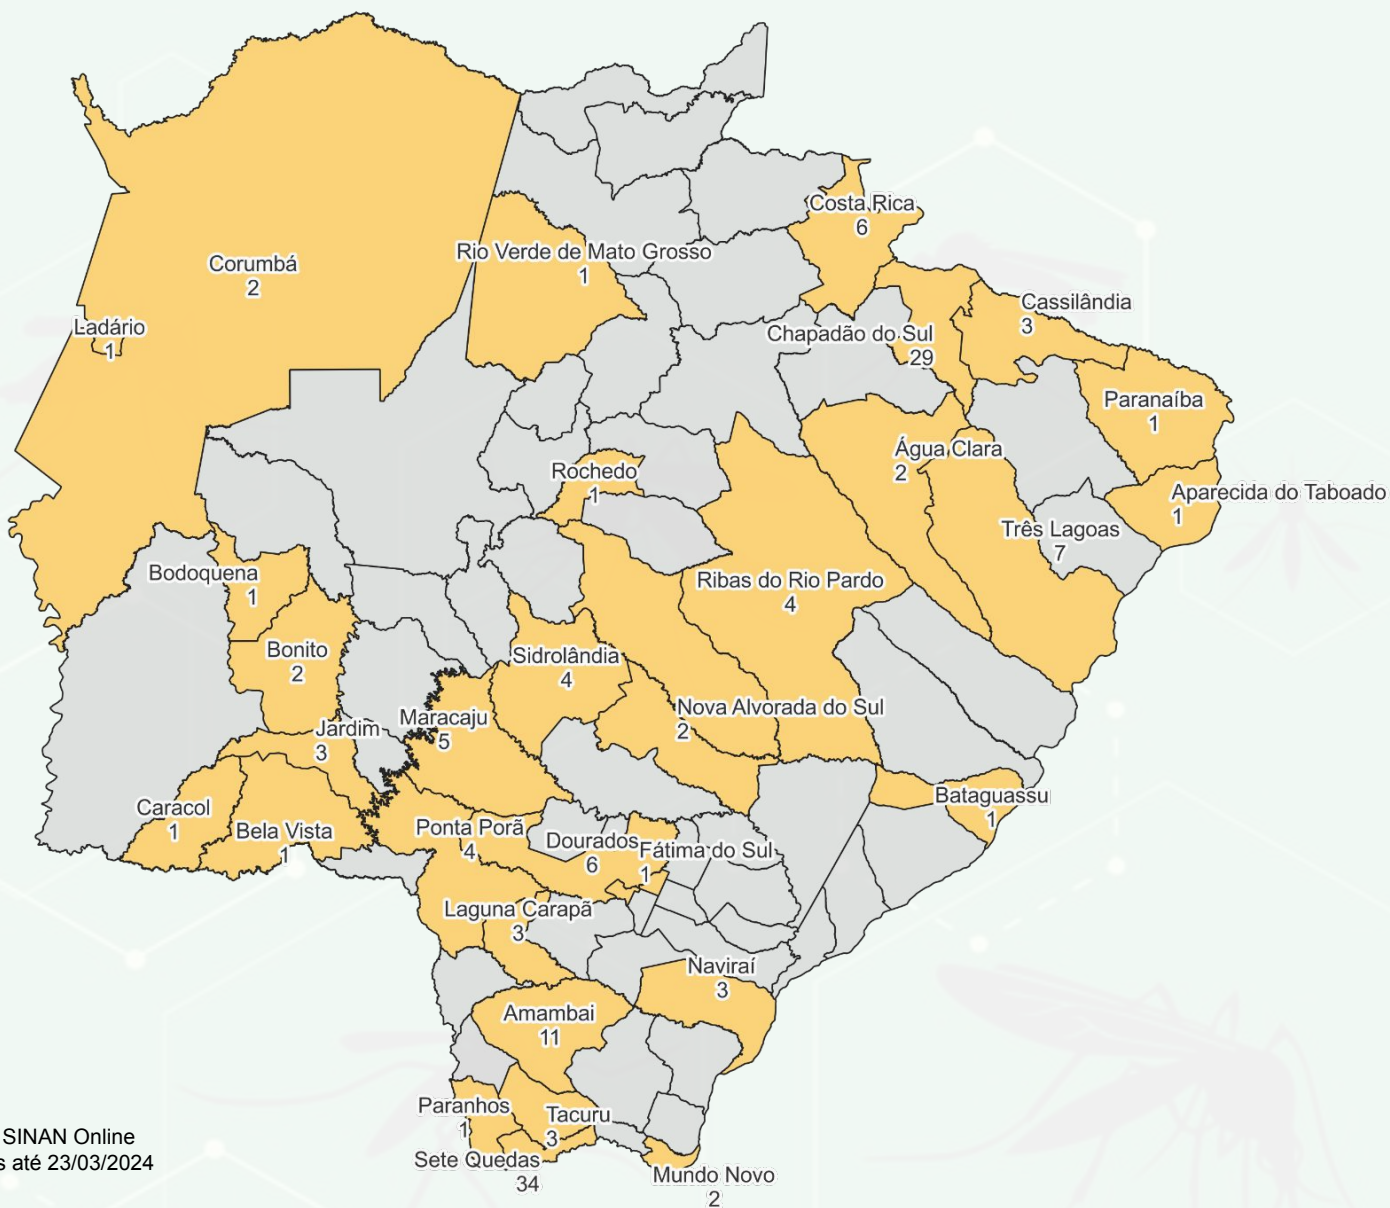 Costa Rica
6
Rio Verde de Mato Grosso
1
Corumbá
2
Cassilândia
3
Ladário
1
Chapadão do Sul
29
Paranaíba
1
Água Clara
2
Rochedo
1
Aparecida do Taboado
1
Três Lagoas
7
Bodoquena
1
Ribas do Rio Pardo
4
Bonito
2
Sidrolândia
4
Nova Alvorada do Sul
2
Maracaju
5
Jardim
3
Bataguassu
1
Caracol
1
Bela Vista
1
Ponta Porã
4
Dourados
6
Fátima do Sul
1
Laguna Carapã
3
Naviraí
3
Amambai
11
Paranhos
1
Tacuru
3
SINAN Online
s até 23/03/2024
Sete Quedas
34
Mundo Novo
2